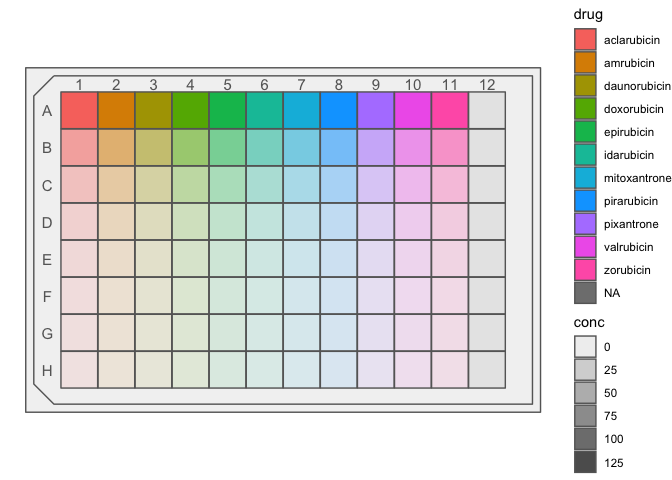 drug
aclarubicin
amrubicin
daunorubicin
doxorubicin
epirubicin
idarubicin
mitoxantrone
pirarubicin
pixantrone
valrubicin
zorubicin
NA
conc
0
25
50
75
100
125
1 2 3 4 5 6 7 8 9 10 11 12
A
B
C
D
E
F
G
H